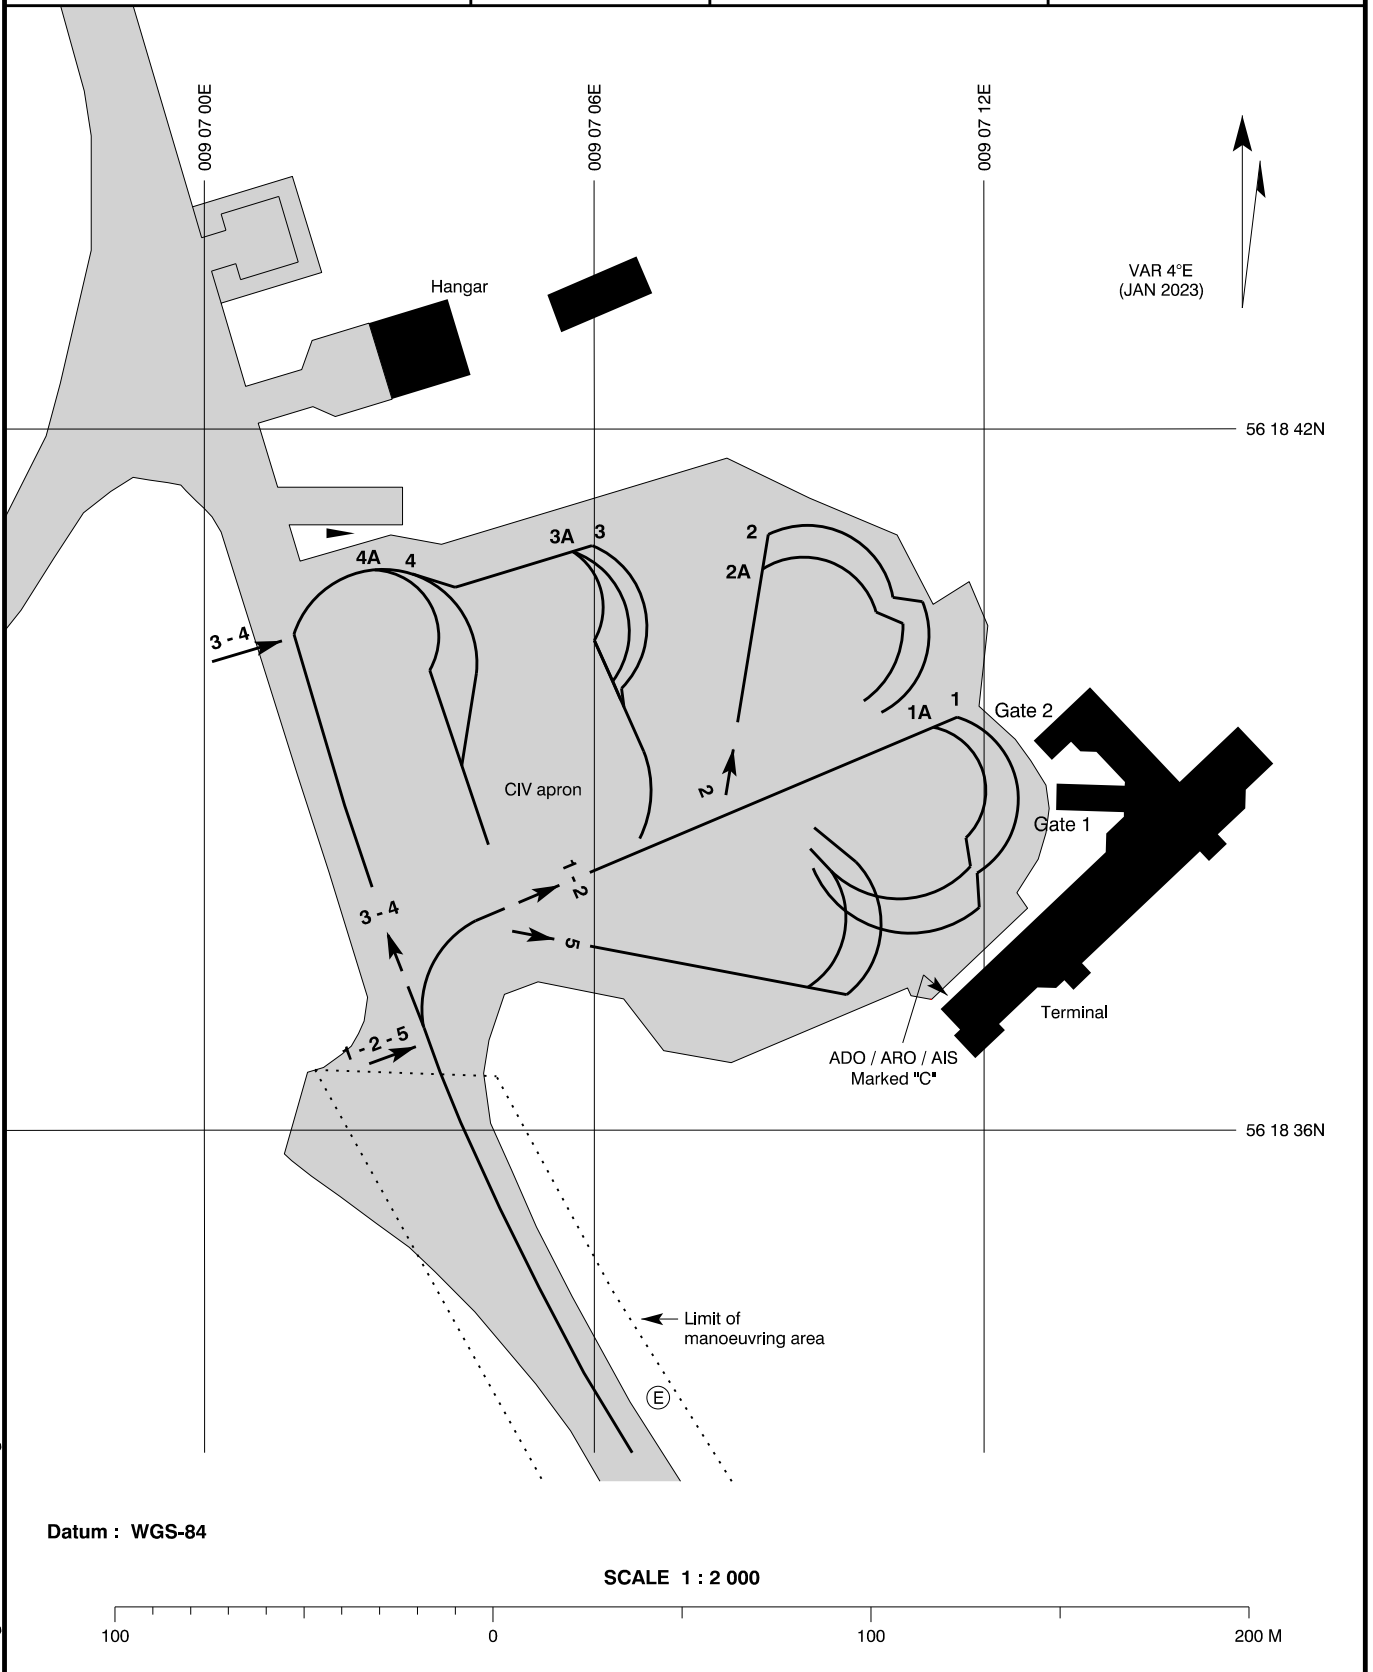 009 07 00E
009 07 06E
009 07 12E
VAR 4°E
(JAN 2023)
Hangar
56 18 42N
4A
4
3A
3
2
2A
3 - 4
1A
1
Gate 2
2
CIV apron
Gate 1
1 - 2
3 - 4
5
1 - 2 - 5
Terminal
ADO / ARO / AIS
Marked "C"
56 18 36N
Limit of
manoeuvring area
E
Datum : WGS-84
SCALE 1 : 2 000
100
0
100
200 M